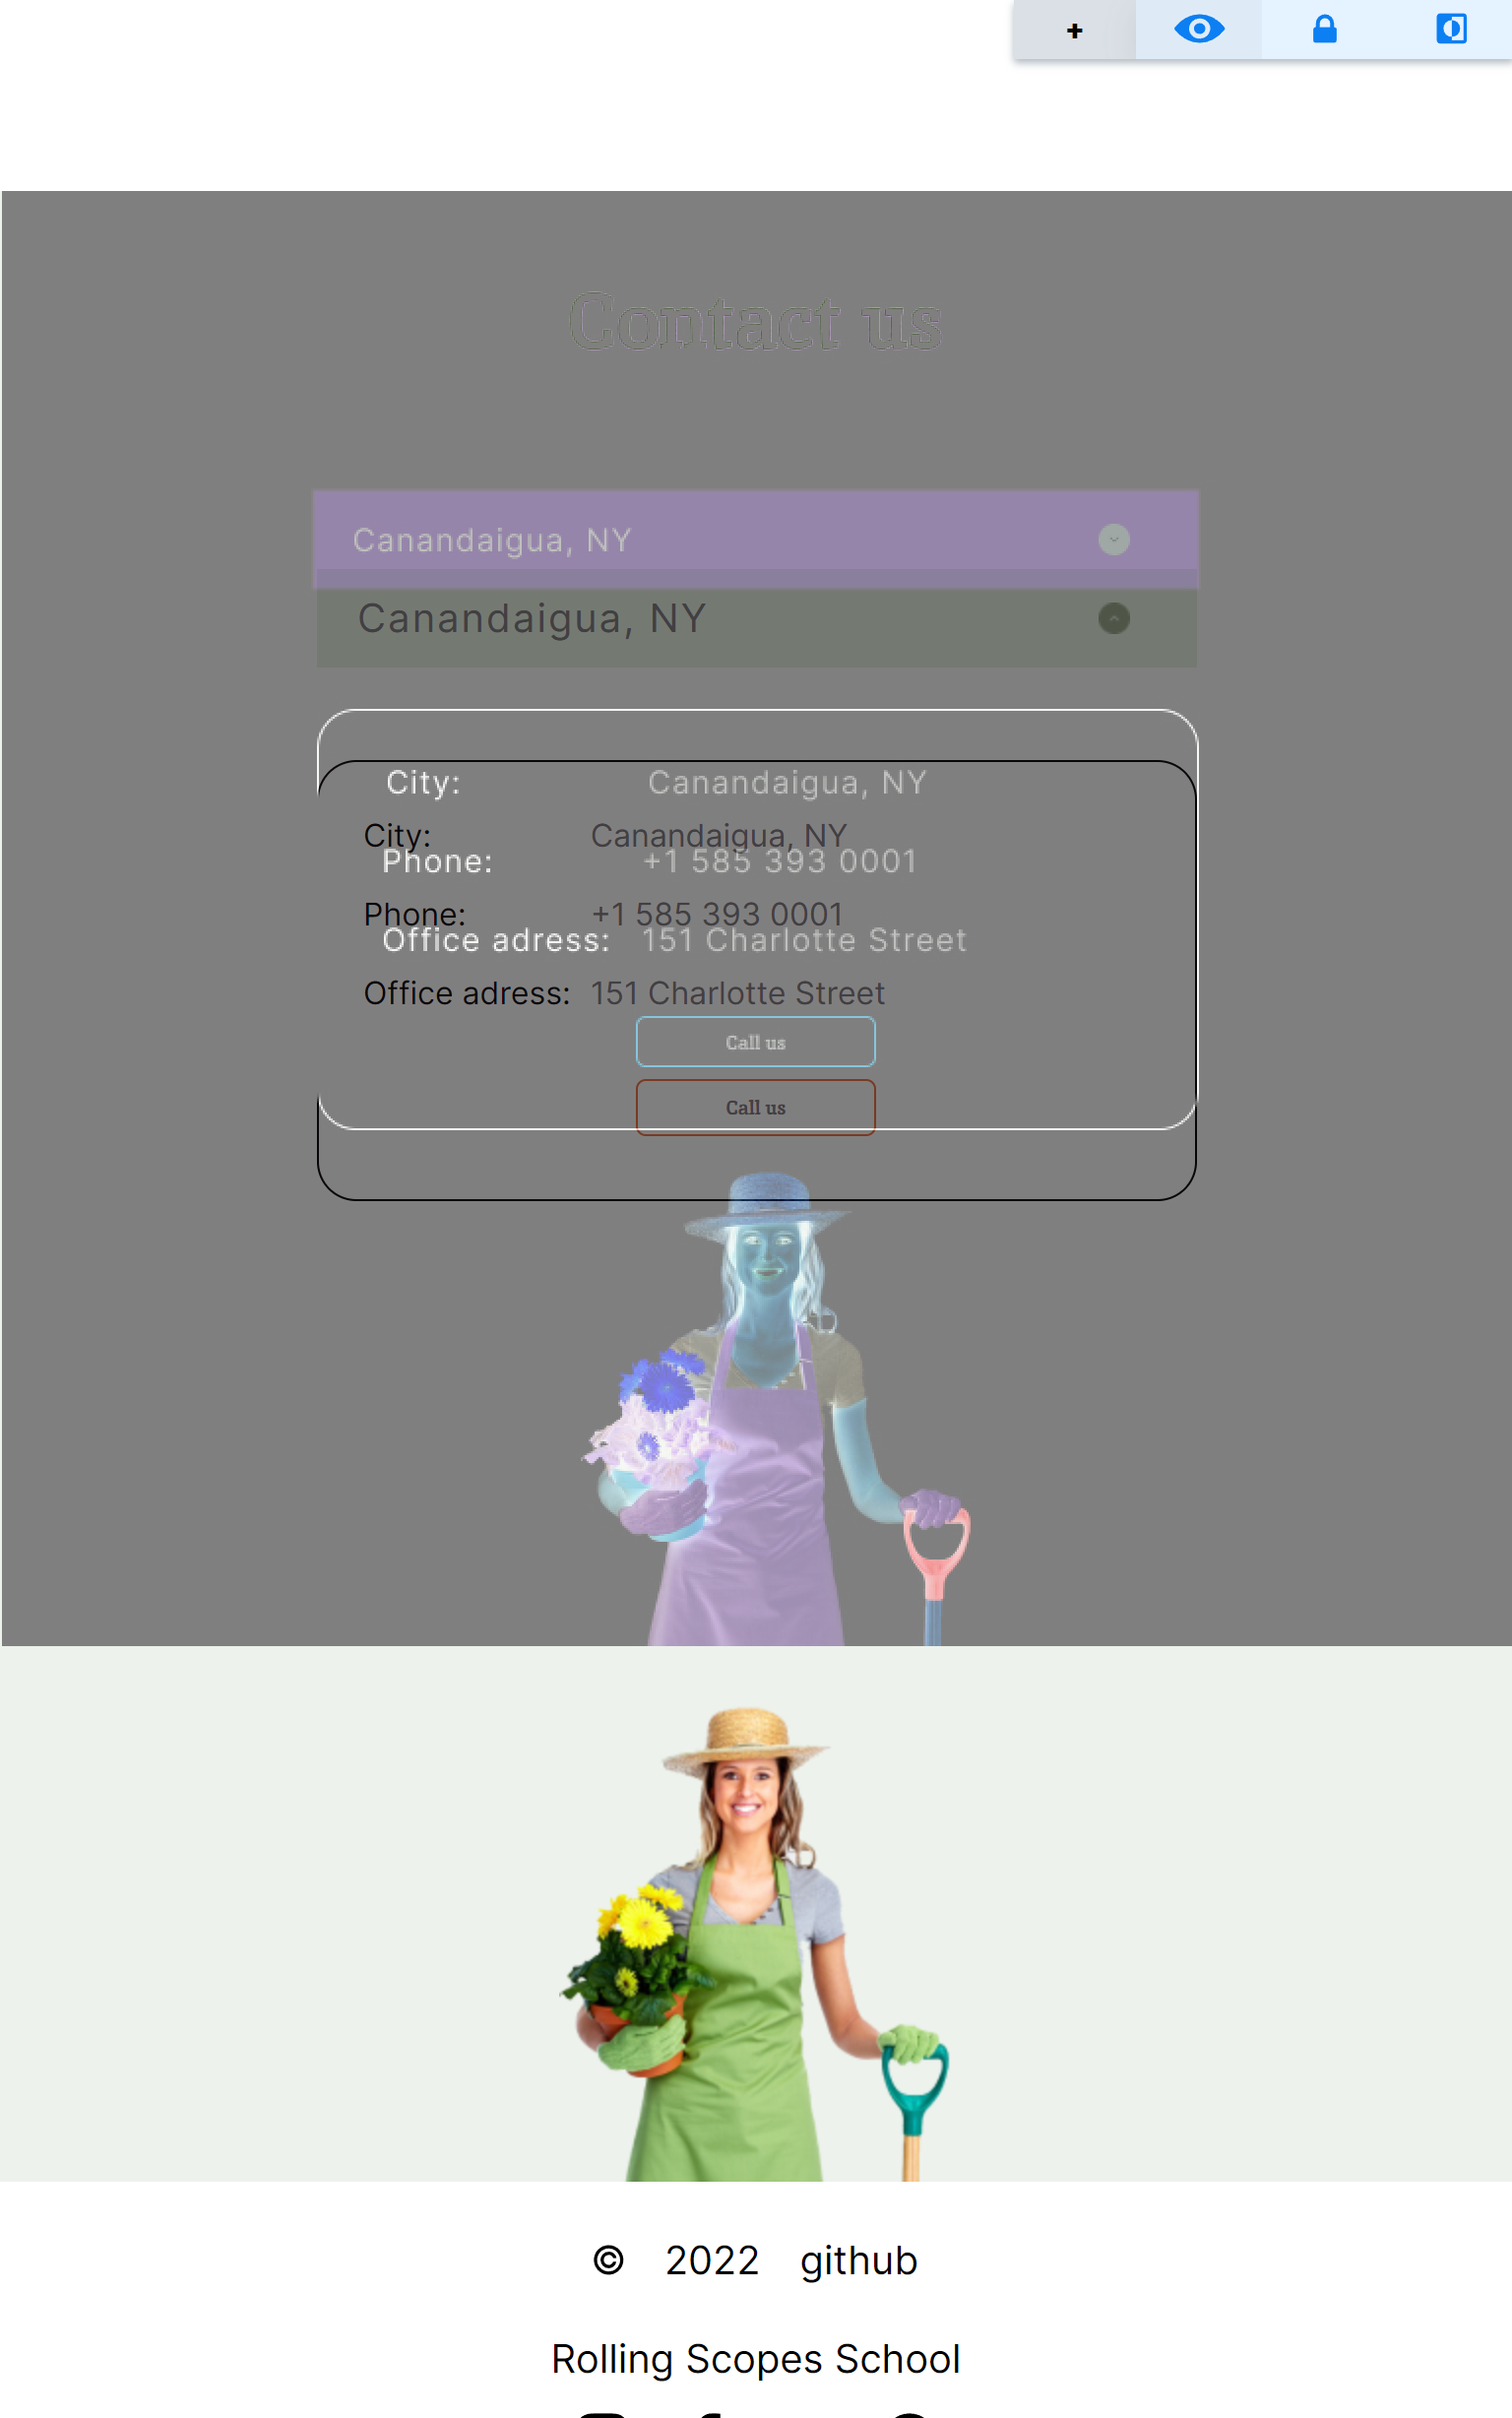 +
Contact us
Canandaigua, NY
Canandaigua, NY
City: Canandaigua, NY
City: Canandaigua, NY
Phone: +1 585 393 0001
Phone: +1 585 393 0001
Office adress: 151 Charlotte Street
Office adress: 151 Charlotte Street
Call us
Call us
© 2022 github
Rolling Scopes School